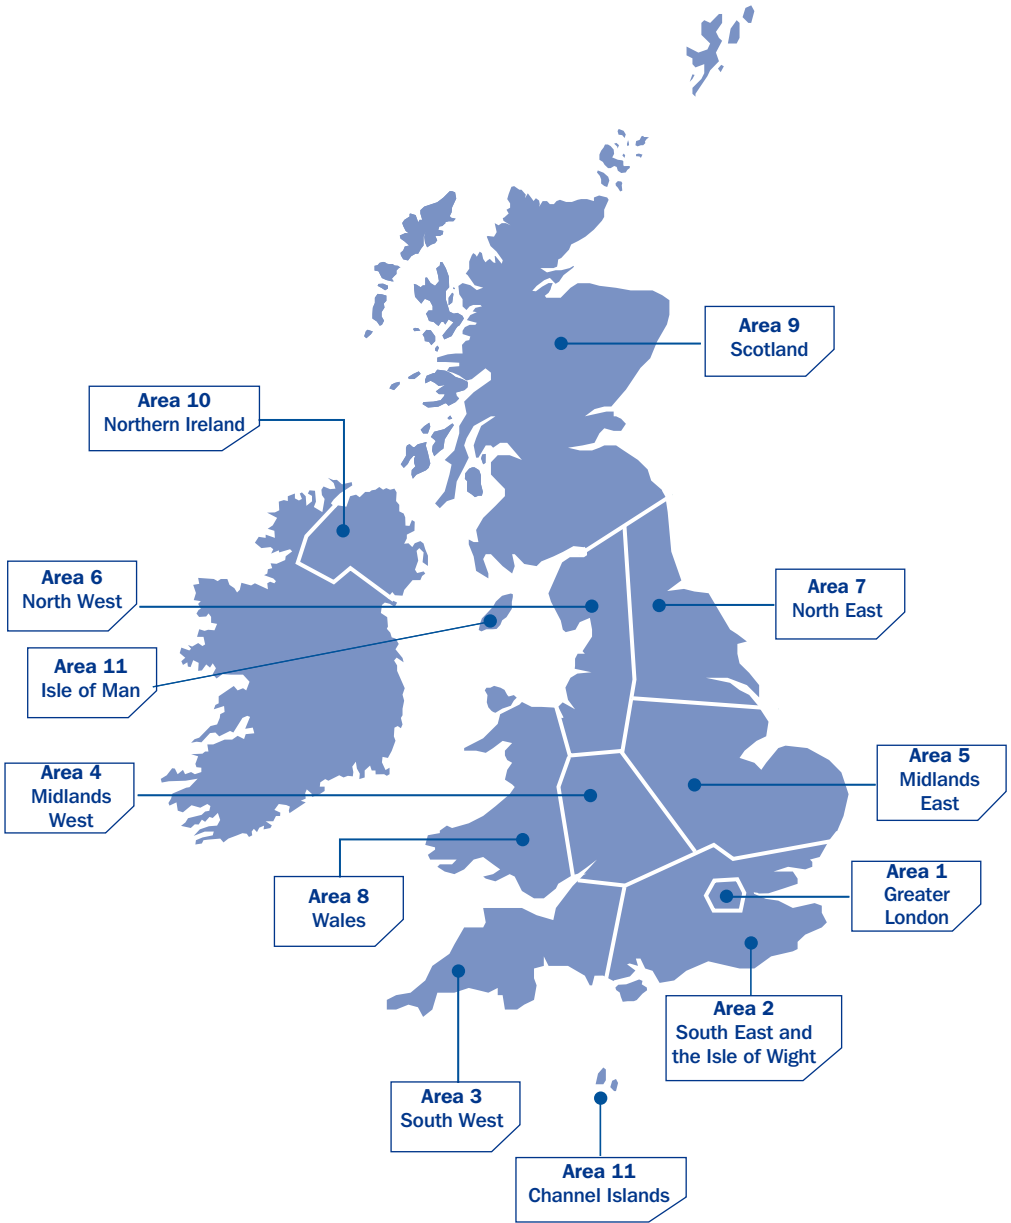 Area 9
Scotland
Area 10
Northern Ireland
Area 6
North West
Area 7
North East
Area 11
Isle of Man
Area 5
Midlands
East
Area 4
Midlands
West
Area 1
Greater
London
Area 8
Wales
Area 2
South East and
the Isle of Wight
Area 3
South West
Area 11
Channel Islands